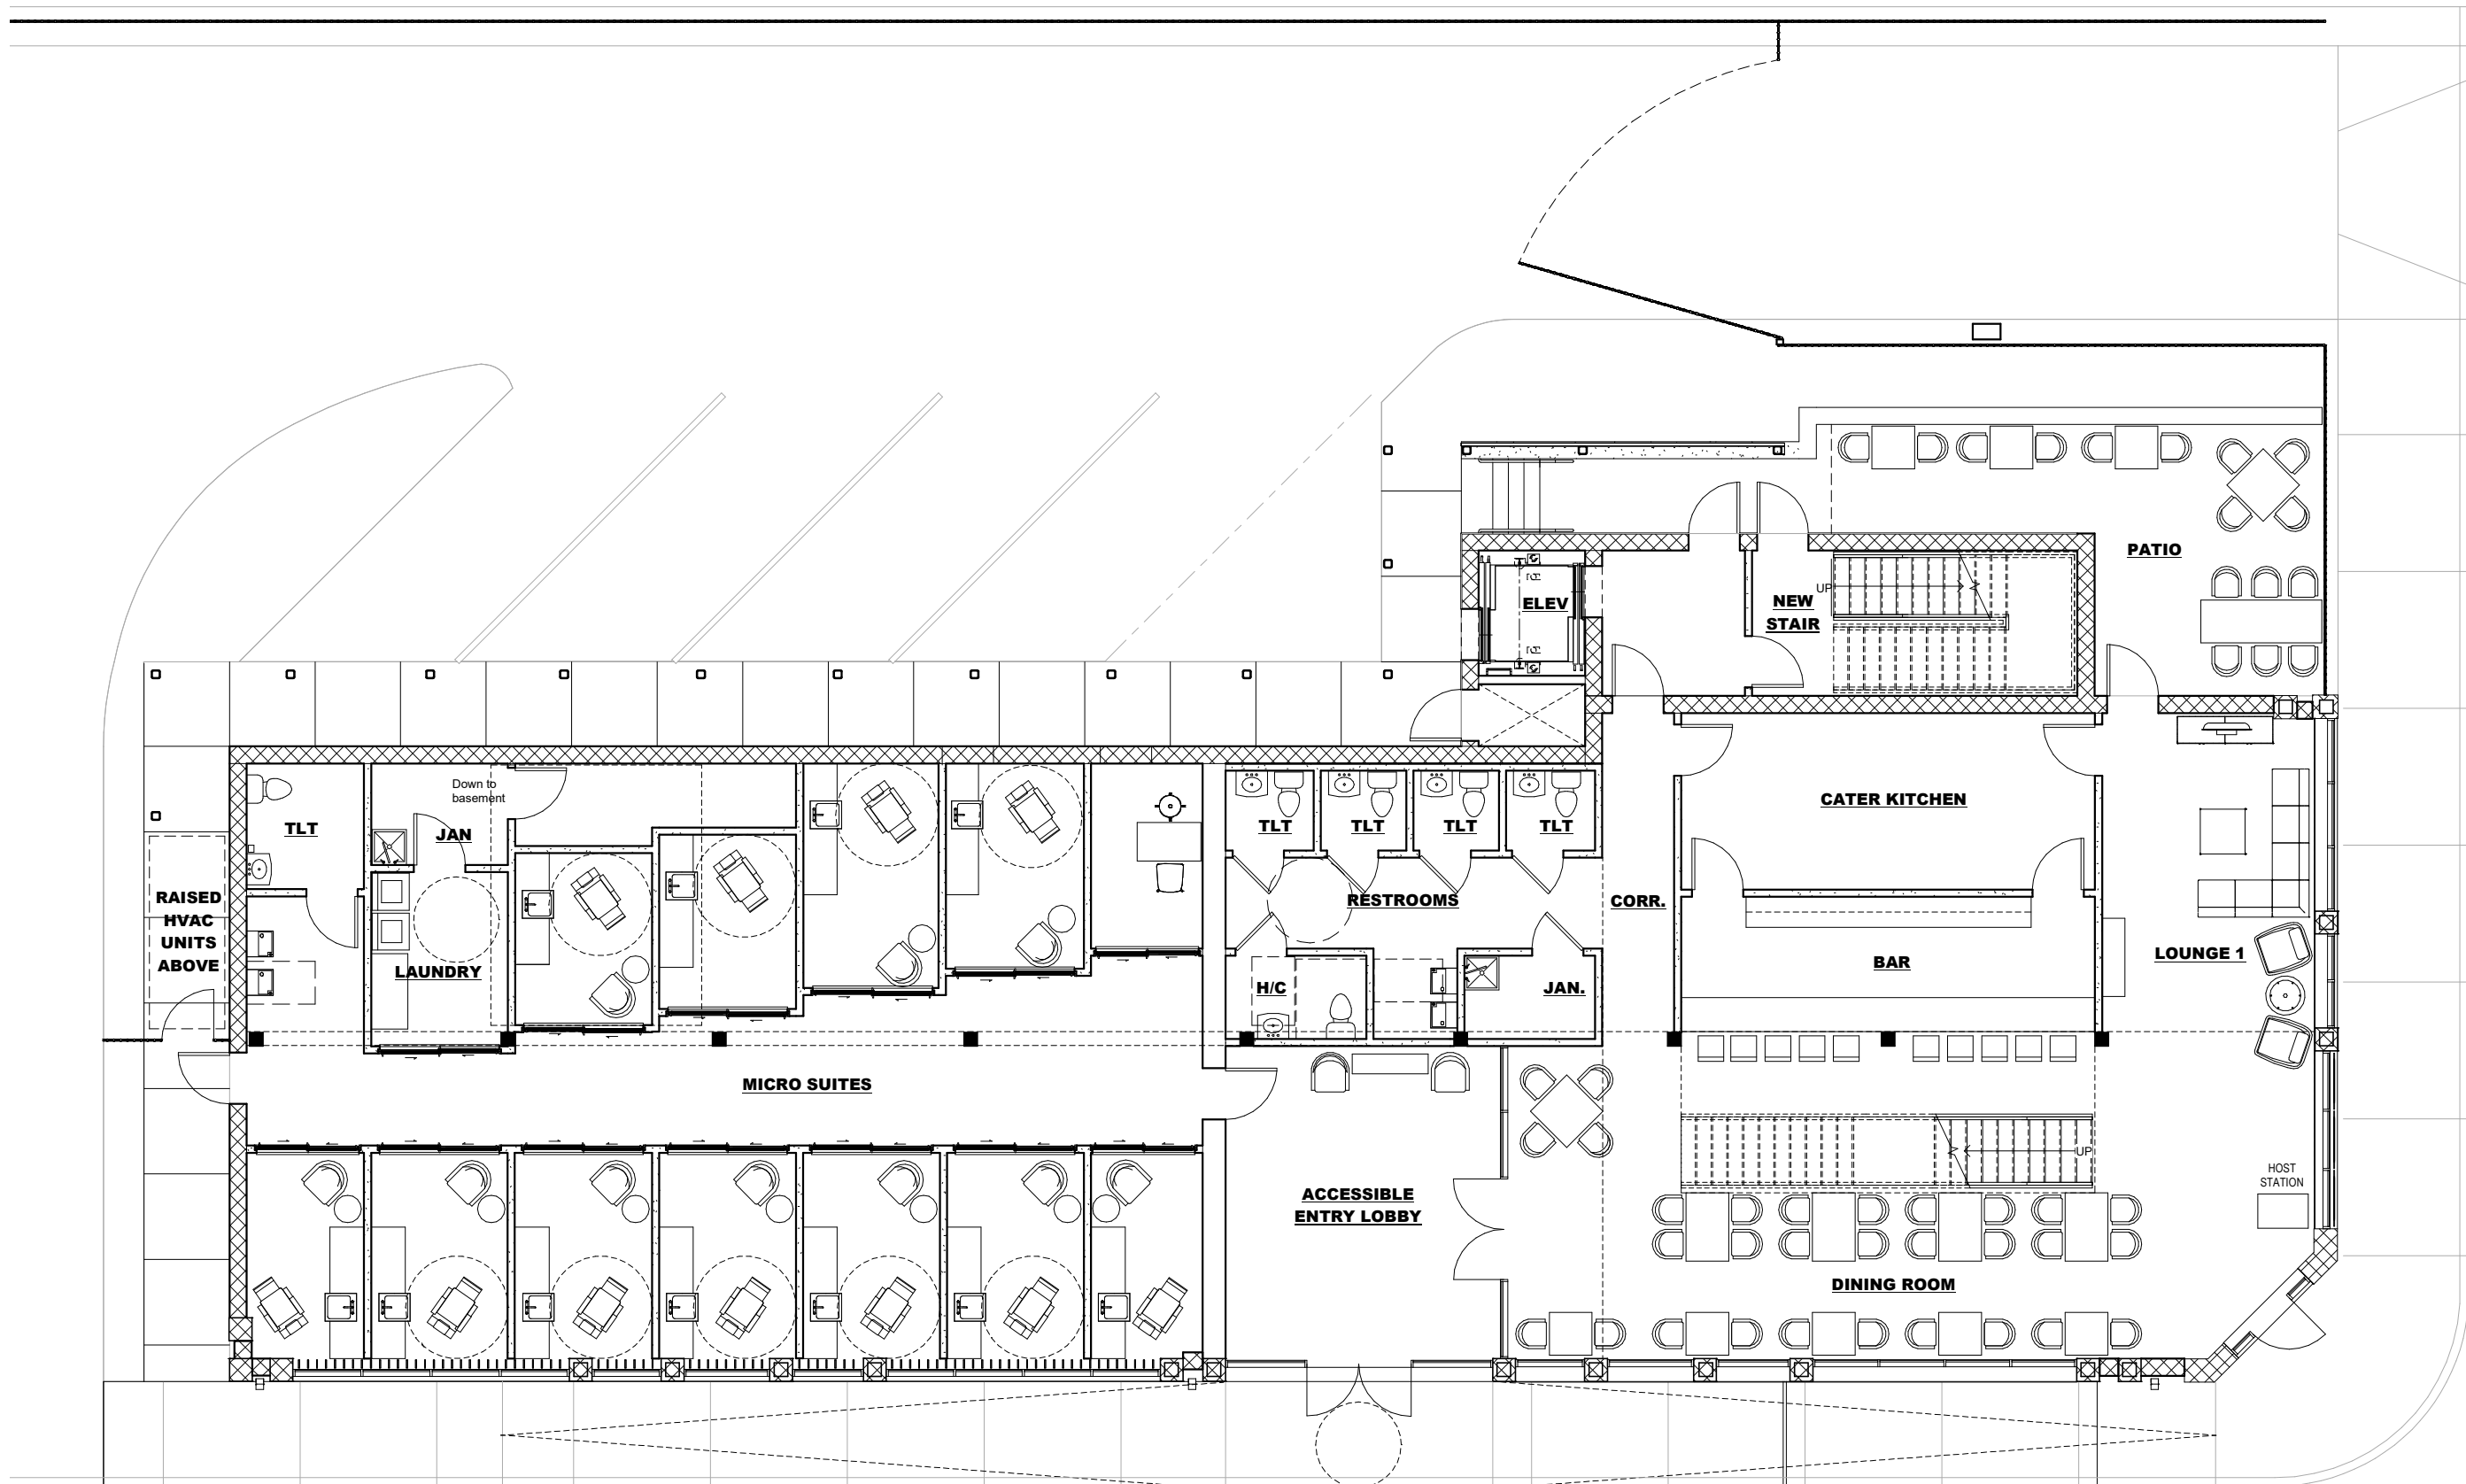 PATIO
UP
ELEV
NEW
STAIR
Down to
basement
TLT
JAN
CATER KITCHEN
TLT
TLT
TLT
TLT
RAISED
HVAC
UNITS
ABOVE
RESTROOMS
CORR.
LAUNDRY
LOUNGE 1
BAR
H/C
JAN.
MICRO SUITES
UP
HOST
STATION
ACCESSIBLE
ENTRY LOBBY
DINING ROOM